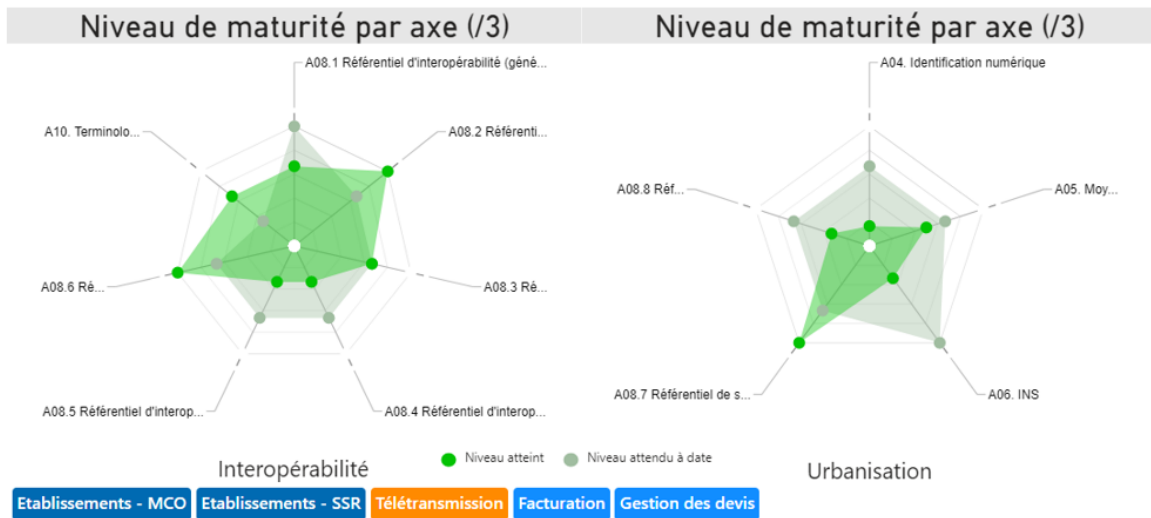 Niveau de maturité par axe (/3)
A08.1 Référentiel d'interopérabilité (géné...
A10. Terminolo...
A08.2 Référenti...
A08.6 Ré...
A08.3 Ré...
A08.5 Référentiel d'interop...
A08.4 Référentiel d'interop...
Interopérabilité
Niveau de maturité par axe (/3)
A04. Identification numérique
A08.8 Réf...
A05. Moy...
A08.7 Référentiel de s...
A06. INS
Niveau atteint
Niveau attendu à date
Urbanisation
Etablissements - MCO
Etablissements - SSR
Télétransmission
Facturation
Gestion des devis